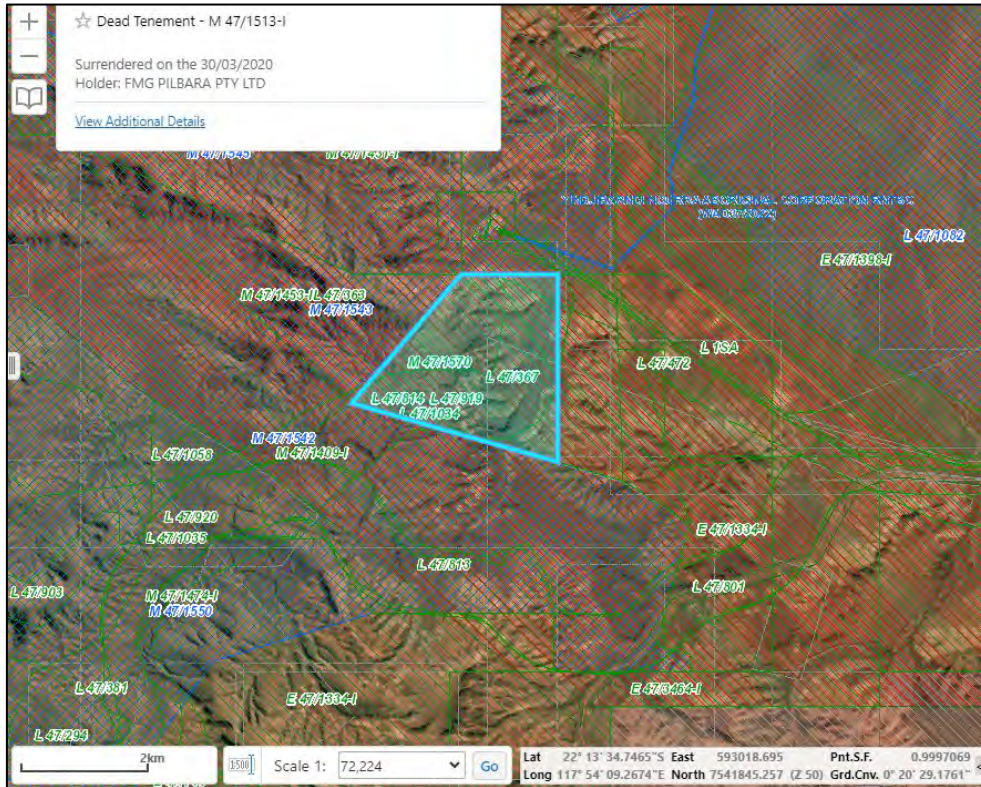 ☆ Dead Tenement - M 47/1513-I
Surrendered on the 30/03/2020
Holder: FMG PILBARA PTY LTD
View Additional Details
M 47/1545
M 47/1431-I
L 47/1082
E 47/1398-I
M 47/1453-I
L 47/363
M 47/1543
M 47/1570
L 47/367
L 1SA
L 47/472
L 47/814 L 47/919
L 47/1034
M 47/1542
M 47/1409-I
L 47/1058
L 47/920
L 47/1035
E 47/1334-I
L 47/813
L 47/801
L 47/903
M 47/1474-I
M 47/1550
L 47/381
E 47/1334-I
E 47/3464-I
L 47/294
2km
1:500
Scale 1: 72,224
Go
Lat 22° 13' 34.7465"S East 593018.695 Pnt.S.F. 0.9997069
Long 117° 54' 09.2674"E North 7541845.257 (Z 50) Grd.Cnv. 0° 20' 29.1761"